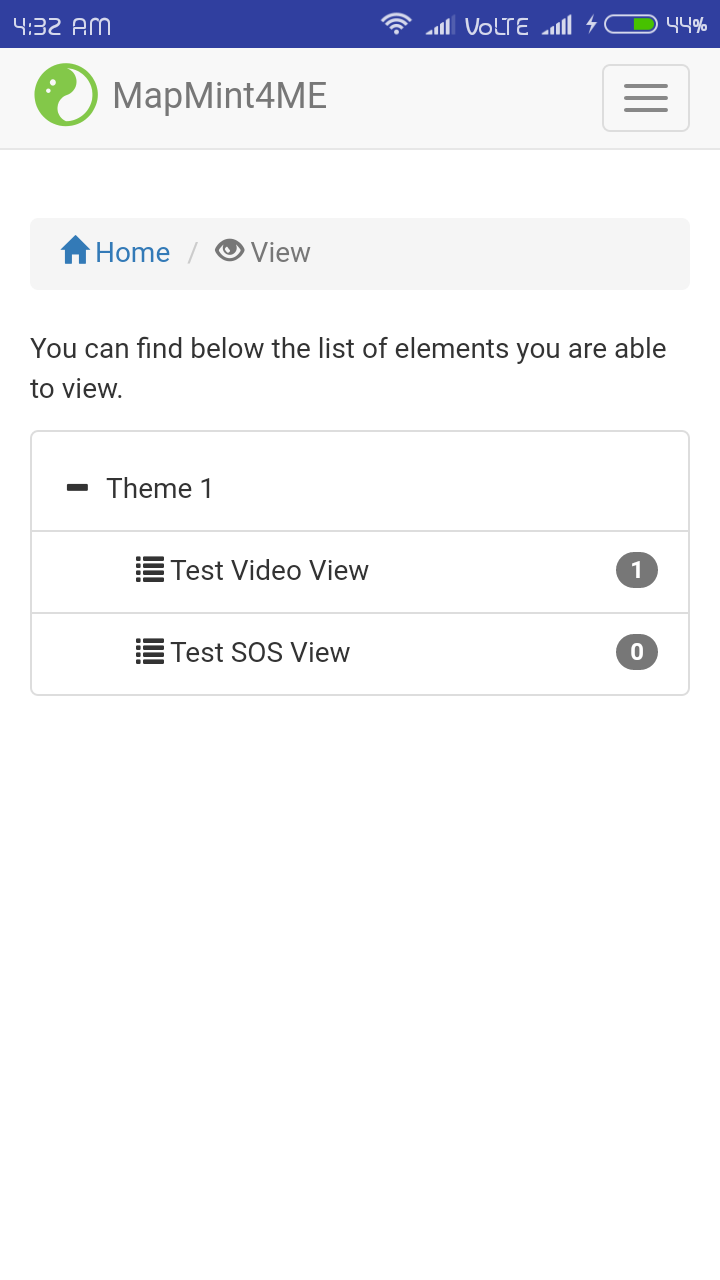 4:32 AM VoLTE 44%
MapMint4ME
Home / View
You can find below the list of elements you are able
to view.
Theme 1
Test Video View 1
Test SOS View 0